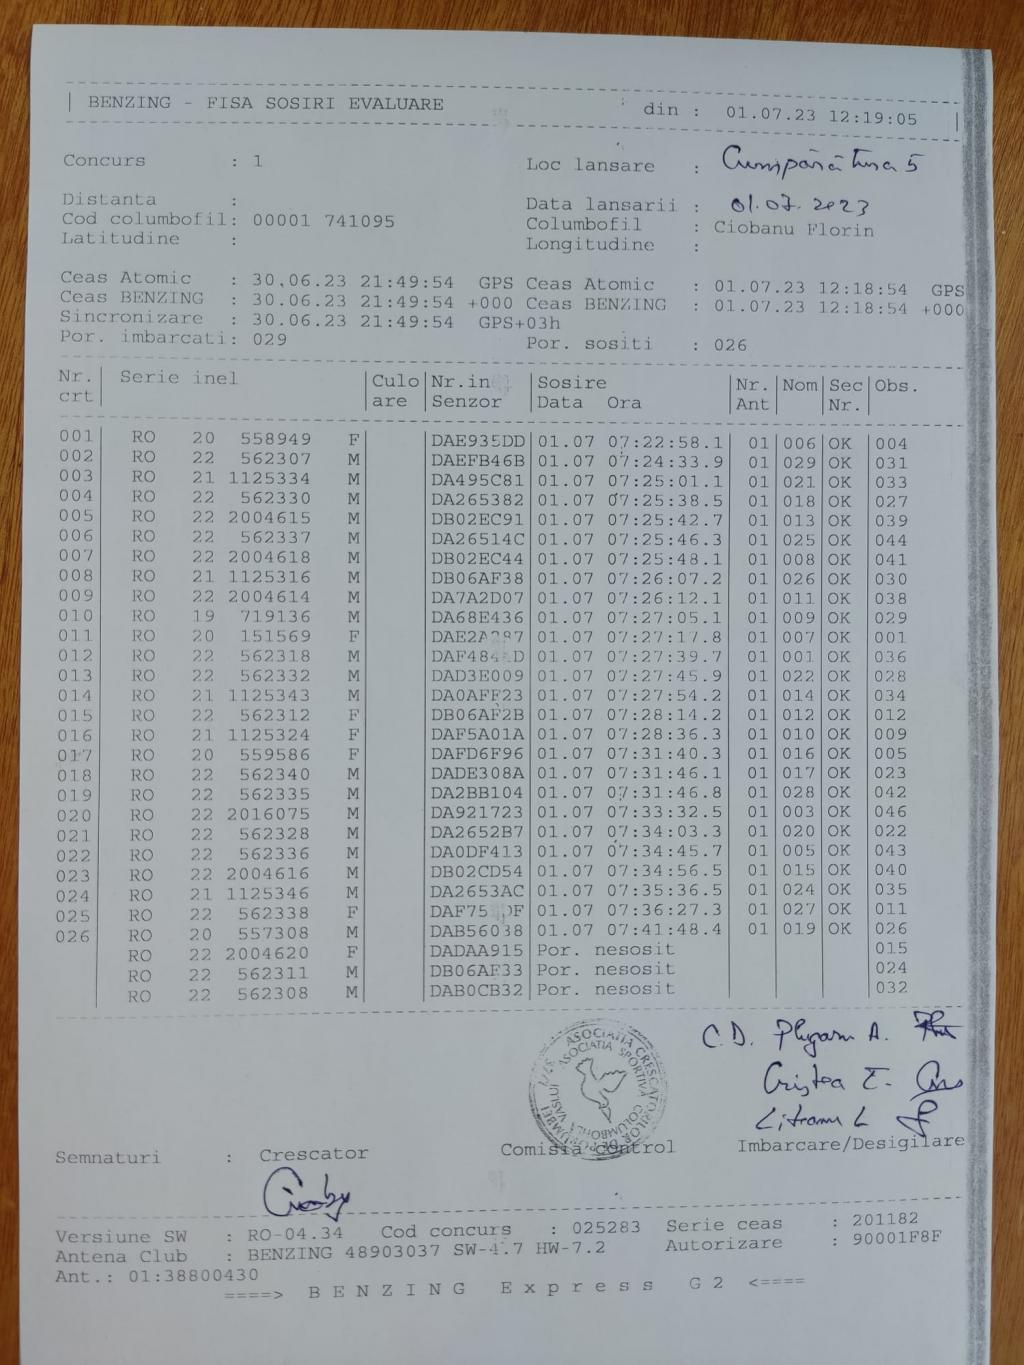 BENZING - FISA SOSIRI EVALUARE din : 01.07.23 12:19:05
Concurs : 1 Loc lansare : Cumpărătura 5
Distanta : Data lansarii : 01.07.2023
Cod columbofil: 00001 741095 Columbofil : Ciobanu Florin
Latitudine : Longitudine :
Ceas Atomic : 30.06.23 21:49:54 GPS Ceas Atomic : 01.07.23 12:18:54 GPS
Ceas BENZING : 30.06.23 21:49:54 +000 Ceas BENZING : 01.07.23 12:18:54 +000
Sincronizare : 30.06.23 21:49:54 GPS+03h
Por. imbarcati: 029 Por. sositi : 026
Nr. Serie inel Culo Nr.in Sosire Nr. Nom Sec Obs.
crt are Senzor Data Ora Ant Nr.
001 RO 20 558949 F DAE935DD 01.07 07:22:58.1 01 006 OK 004
002 RO 22 562307 M DAEFB46B 01.07 07:24:33.9 01 029 OK 031
003 RO 21 1125334 M DA495C81 01.07 07:25:01.1 01 021 OK 033
004 RO 22 562330 M DA265382 01.07 07:25:38.5 01 018 OK 027
005 RO 22 2004615 M DB02EC91 01.07 07:25:42.7 01 013 OK 039
006 RO 22 562337 M DA26514C 01.07 07:25:46.3 01 025 OK 044
007 RO 22 2004618 M DB02EC44 01.07 07:25:48.1 01 008 OK 041
008 RO 21 1125316 M DB06AF38 01.07 07:26:07.2 01 026 OK 030
009 RO 22 2004614 M DA7A2D07 01.07 07:26:12.1 01 011 OK 038
010 RO 19 719136 M DA68E436 01.07 07:27:05.1 01 009 OK 029
011 RO 20 151569 F 01.07 07:27:17.8 01 007 OK 001
012 RO 22 562318 M 01.07 07:27:39.7 01 001 OK 036
013 RO 22 562332 M DAD3E009 01.07 07:27:45.9 01 022 OK 028
014 RO 21 1125343 M DA0AFF23 01.07 07:27:54.2 01 014 OK 034
015 RO 22 562312 F DB06AF2B 01.07 07:28:14.2 01 012 OK 012
016 RO 21 1125324 F DAF5A01A 01.07 07:28:36.3 01 010 OK 009
017 RO 20 559586 F DAFD6F96 01.07 07:31:40.3 01 016 OK 005
018 RO 22 562340 M DADE308A 01.07 07:31:46.1 01 017 OK 023
019 RO 22 562335 M DA2BB104 01.07 07:31:46.8 01 028 OK 042
020 RO 22 2016075 M DA921723 01.07 07:33:32.5 01 003 OK 046
021 RO 22 562328 M DA2652B7 01.07 07:34:03.3 01 020 OK 022
022 RO 22 562336 M DA0DF413 01.07 07:34:45.7 01 005 OK 043
023 RO 22 2004616 M DB02CD54 01.07 07:34:56.5 01 015 OK 040
024 RO 21 1125346 M DA2653AC 01.07 07:35:36.5 01 024 OK 035
025 RO 22 562338 F 01.07 07:36:27.3 01 027 OK 011
026 RO 20 557308 M DAB56038 01.07 07:41:48.4 01 019 OK 026
RO 22 2004620 F DADAA915 Por. nesosit 015
RO 22 562311 M DB06AF33 Por. nesosit 024
RO 22 562308 M DAB0CB32 Por. nesosit 032
C.D.
Cristea E.
ASOCIATIA CRESCATORILOR DE PORUMBEI VASLUI
ASOCIATIA SPORTIVA COLUMBOFILA
Semnaturi : Crescator Comisia control Imbarcare/Desigilare
Versiune SW : RO-04.34 Cod concurs : 025283 Serie ceas : 201182
Antena Club : BENZING 48903037 SW-4.7 HW-7.2 Autorizare : 90001F8F
Ant.: 01:38800430
====> BENZING Express G2 <====